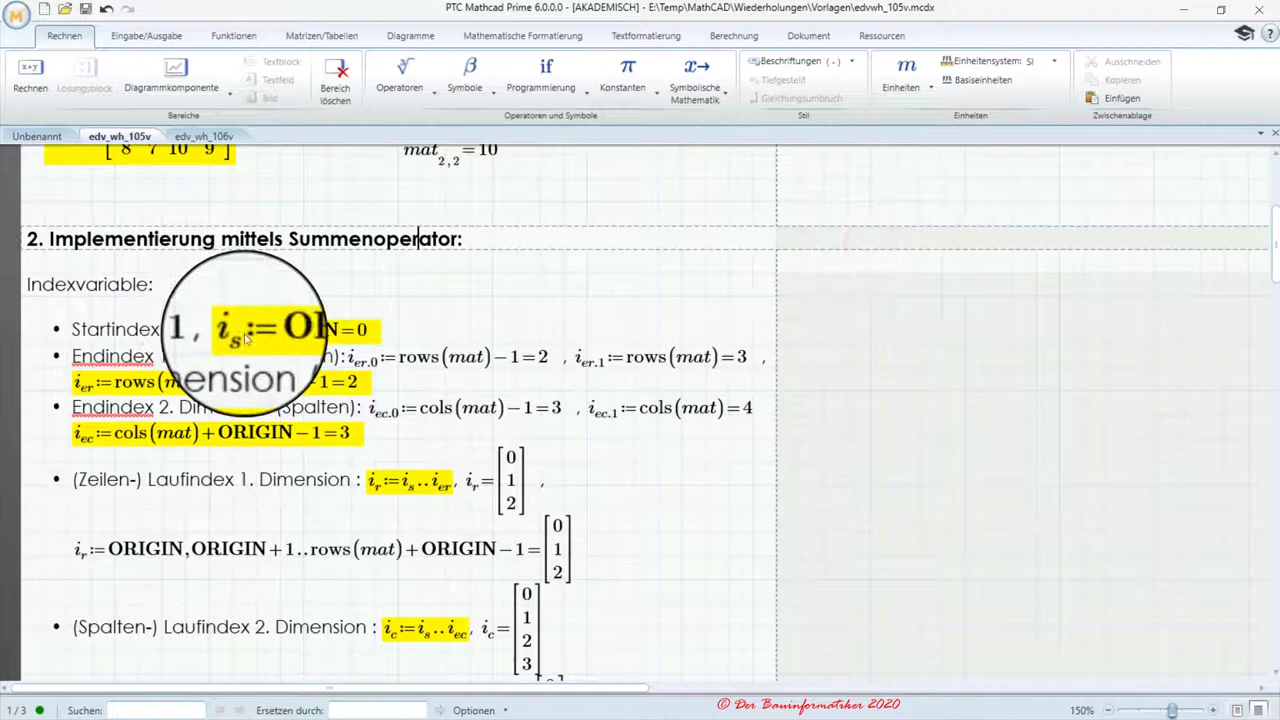 PTC Mathcad Prime 6.0.0.0 - [AKADEMISCH] - E:\Temp\MathCAD\Wiederholungen\Vorlagen\edvwh_105v.mcdx
Rechnen Eingabe/Ausgabe Funktionen Matrizen/Tabellen Diagramme Mathematische Formatierung Textformatierung Berechnung Dokument Ressourcen
Rechnen Lösungsblock Diagrammkomponente Textblock Textfeld Bild Bereich löschen Operatoren Symbole Programmierung Konstanten Symbolische Mathematik Beschriftungen ( - ) Tiefgestellt Gleichungsumbruch Einheiten Einheitensystem: SI Basiseinheiten Ausschneiden Kopieren Einfügen
Bereiche Operatoren und Symbole Stil Einheiten Zwischenablage
Unbenannt edv_wh_105v edv_wh_106v
[ 8 7 10 9 ] mat2,2=10
2. Implementierung mittels Summenoperator:
Indexvariable:
• Startindex 1 , is:=ORI N=0
• Endindex ): ier.0:=rows(mat)−1=2 , ier.1:=rows(mat)=3 ,
ier:=rows(m −1=2
mension
• Endindex 2. Dim (Spalten): iec.0:=cols(mat)−1=3 , iec.1:=cols(mat)=4
iec:=cols(mat)+ORIGIN−1=3
• (Zeilen-) Laufindex 1. Dimension : ir:=is..ier, ir=[0 1 2] ,
ir:=ORIGIN,ORIGIN+1..rows(mat)+ORIGIN−1=[0 1 2]
• (Spalten-) Laufindex 2. Dimension : ic:=is..iec, ic=[0 1 2 3]
© Der Bauinformatiker 2020
1 / 3 Suchen: Ersetzen durch: Optionen 150%